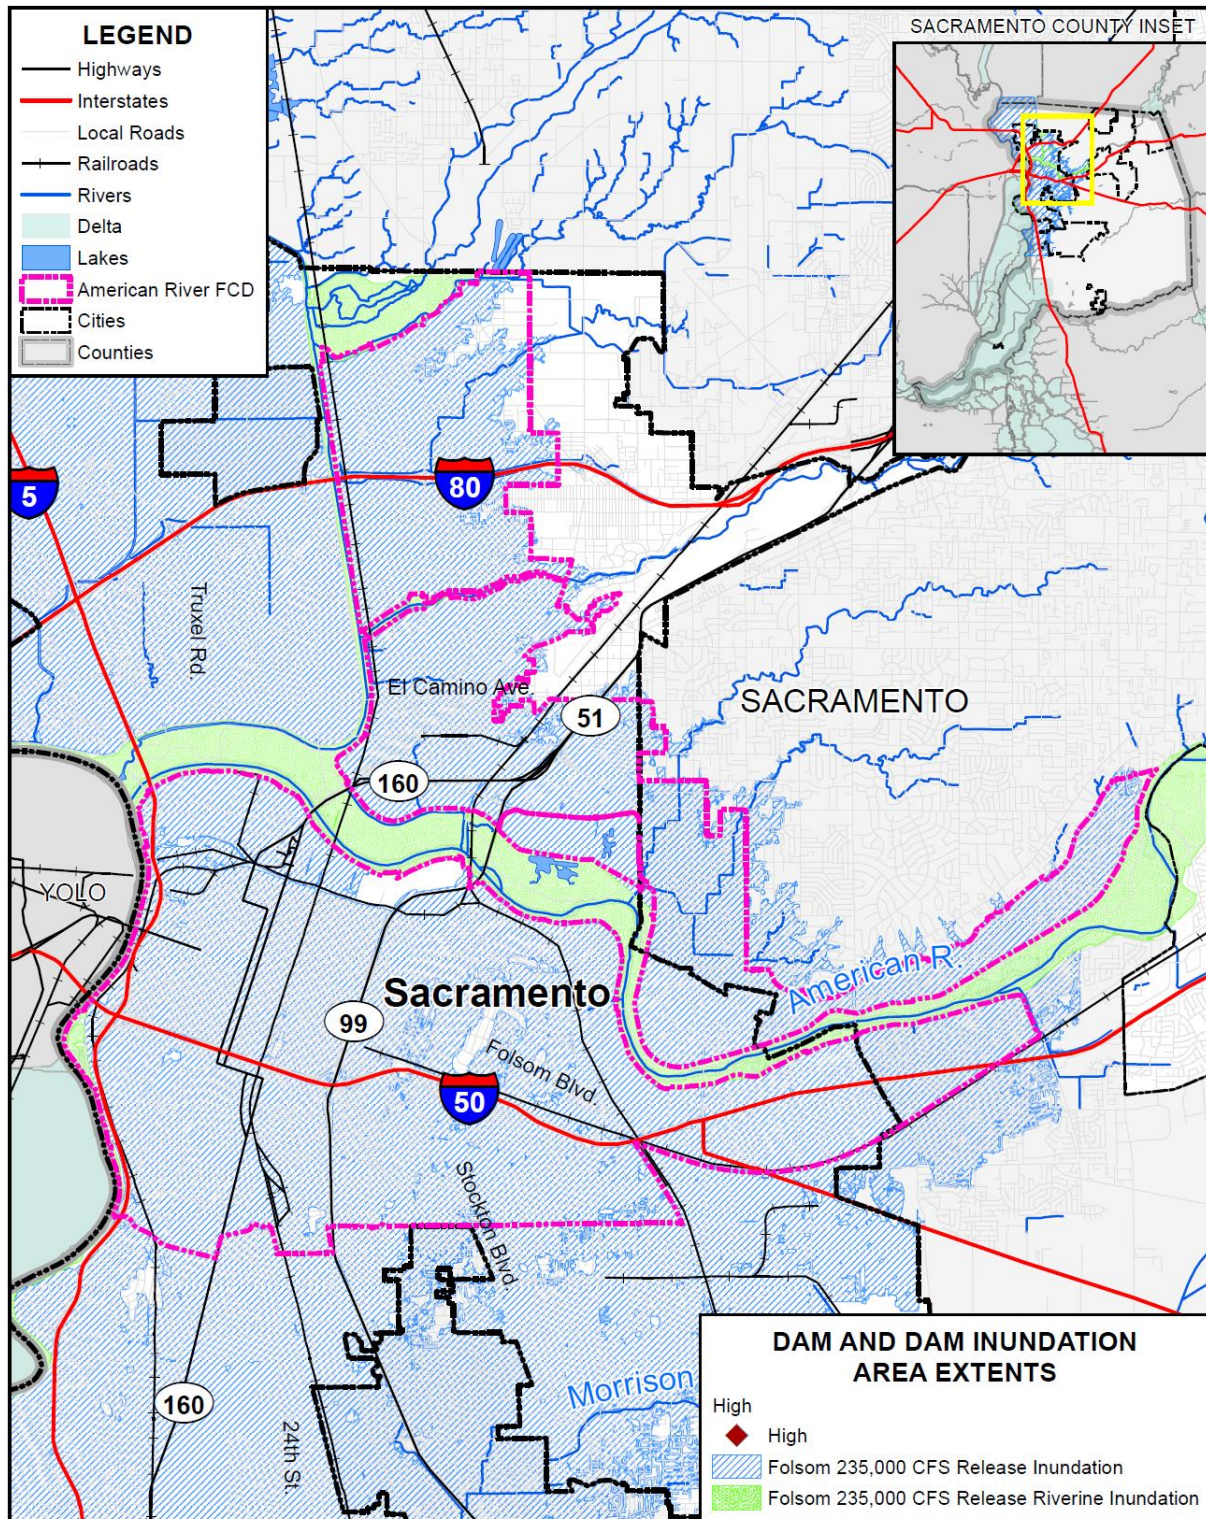 LEGEND
Highways
Interstates
Local Roads
Railroads
Rivers
Delta
Lakes
American River FCD
Cities
Counties
SACRAMENTO COUNTY INSET
5
80
Truxel Rd.
El Camino Ave.
51
SACRAMENTO
160
YOLO
American R.
Sacramento
99
Folsom Blvd.
50
Stockton Blvd.
Morrison
160
24th St.
DAM AND DAM INUNDATION
AREA EXTENTS
High
High
Folsom 235,000 CFS Release Inundation
Folsom 235,000 CFS Release Riverine Inundation